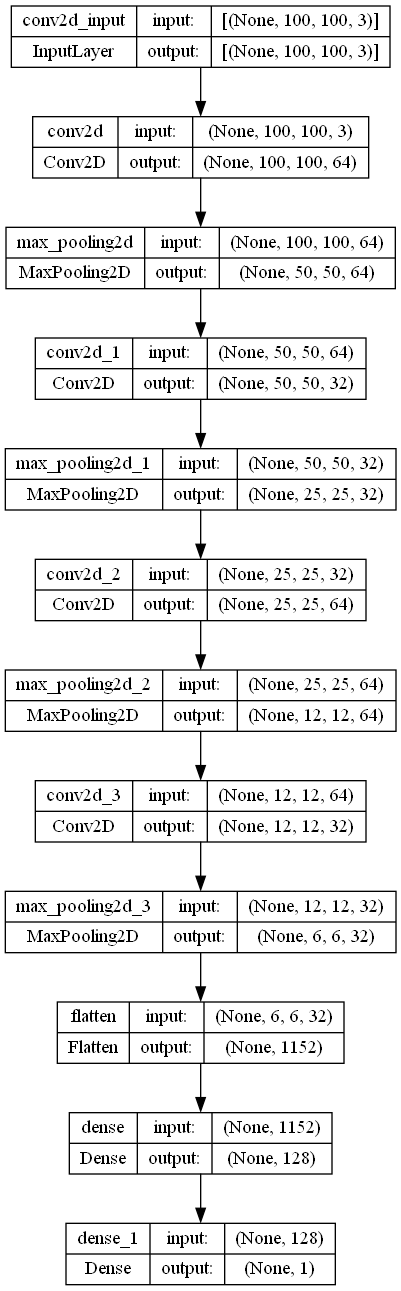 conv2d_input input: [(None, 100, 100, 3)]
InputLayer output: [(None, 100, 100, 3)]
conv2d input: (None, 100, 100, 3)
Conv2D output: (None, 100, 100, 64)
max_pooling2d input: (None, 100, 100, 64)
MaxPooling2D output: (None, 50, 50, 64)
conv2d_1 input: (None, 50, 50, 64)
Conv2D output: (None, 50, 50, 32)
max_pooling2d_1 input: (None, 50, 50, 32)
MaxPooling2D output: (None, 25, 25, 32)
conv2d_2 input: (None, 25, 25, 32)
Conv2D output: (None, 25, 25, 64)
max_pooling2d_2 input: (None, 25, 25, 64)
MaxPooling2D output: (None, 12, 12, 64)
conv2d_3 input: (None, 12, 12, 64)
Conv2D output: (None, 12, 12, 32)
max_pooling2d_3 input: (None, 12, 12, 32)
MaxPooling2D output: (None, 6, 6, 32)
flatten input: (None, 6, 6, 32)
Flatten output: (None, 1152)
dense input: (None, 1152)
Dense output: (None, 128)
dense_1 input: (None, 128)
Dense output: (None, 1)